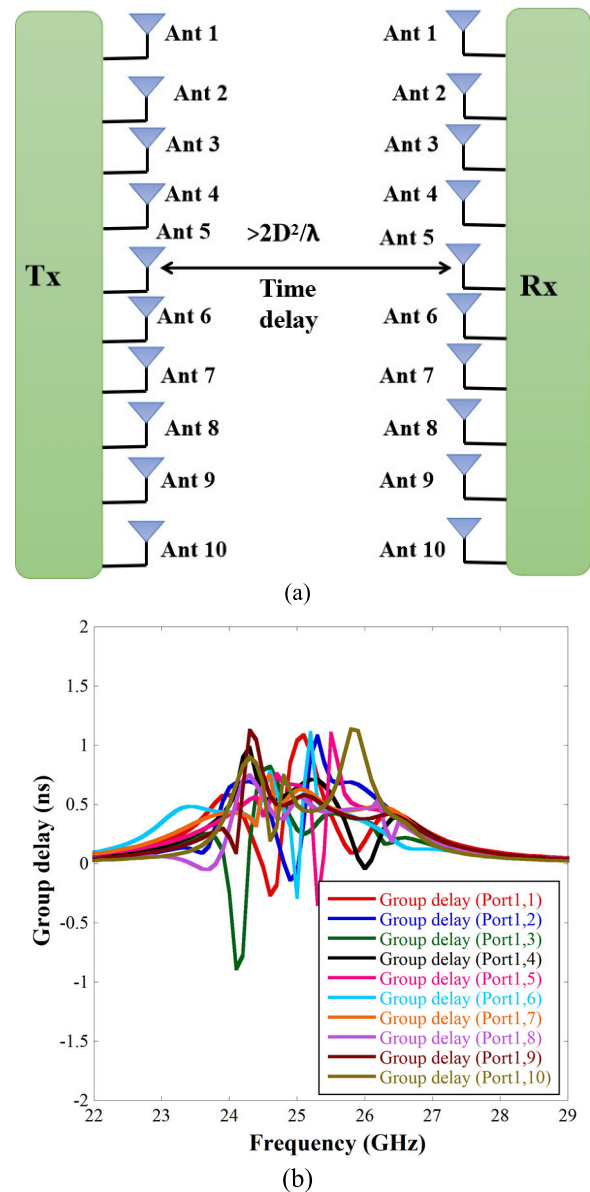 Ant 1
Ant 1
Ant 2
Ant 2
Ant 3
Ant 3
Ant 4
Ant 4
Ant 5
>2D²/λ
Ant 5
Tx
Time
delay
Rx
Ant 6
Ant 6
Ant 7
Ant 7
Ant 8
Ant 8
Ant 9
Ant 9
Ant 10
Ant 10
(a)
2
1.5
1
0.5
0
-0.5
-1
-1.5
-2
Group delay (ns)
Group delay (Port1,1)
Group delay (Port1,2)
Group delay (Port1,3)
Group delay (Port1,4)
Group delay (Port1,5)
Group delay (Port1,6)
Group delay (Port1,7)
Group delay (Port1,8)
Group delay (Port1,9)
Group delay (Port1,10)
22 23 24 25 26 27 28 29
Frequency (GHz)
(b)